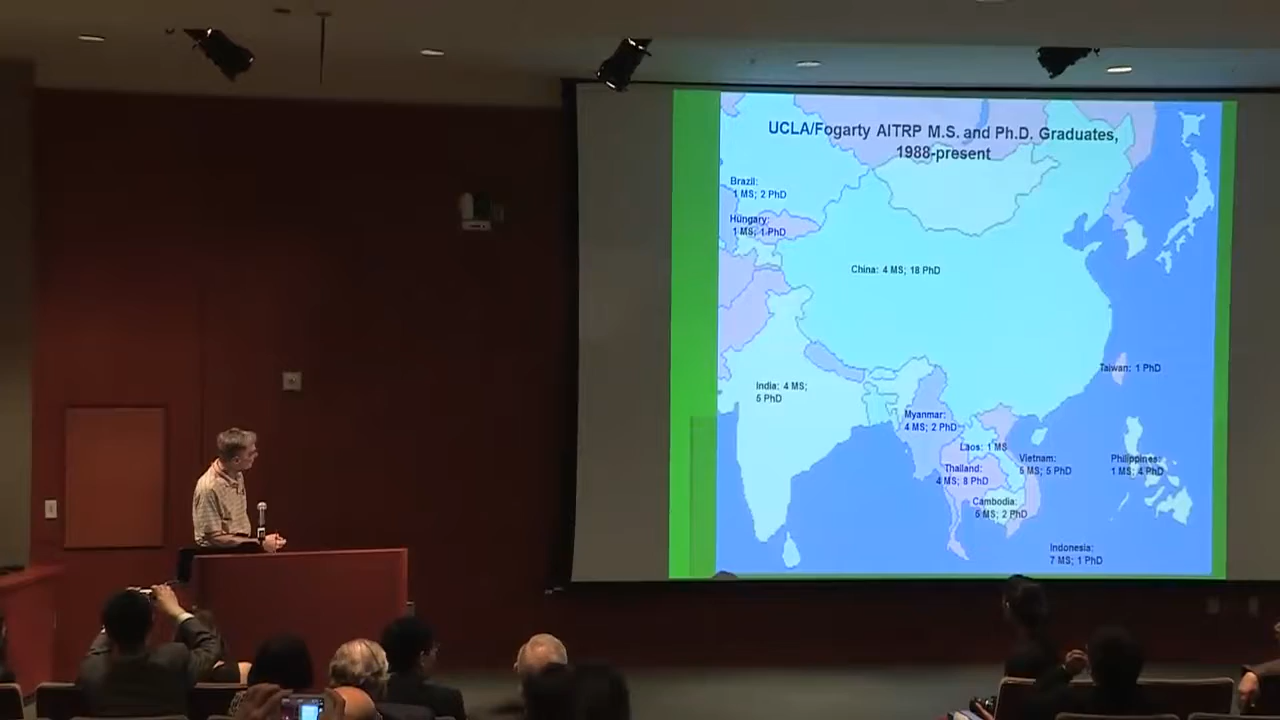 UCLA/Fogarty AITRP M.S. and Ph.D. Graduates,
1988-present
Brazil:
1 MS; 2 PhD
Hungary:
1 MS; 1 PhD
China: 4 MS; 18 PhD
Taiwan: 1 PhD
India: 4 MS;
5 PhD
Myanmar:
4 MS; 2 PhD
Laos: 1 MS
Vietnam:
5 MS; 5 PhD
Philippines:
1 MS; 4 PhD
Thailand:
4 MS; 8 PhD
Cambodia:
5 MS; 2 PhD
Indonesia:
7 MS; 1 PhD